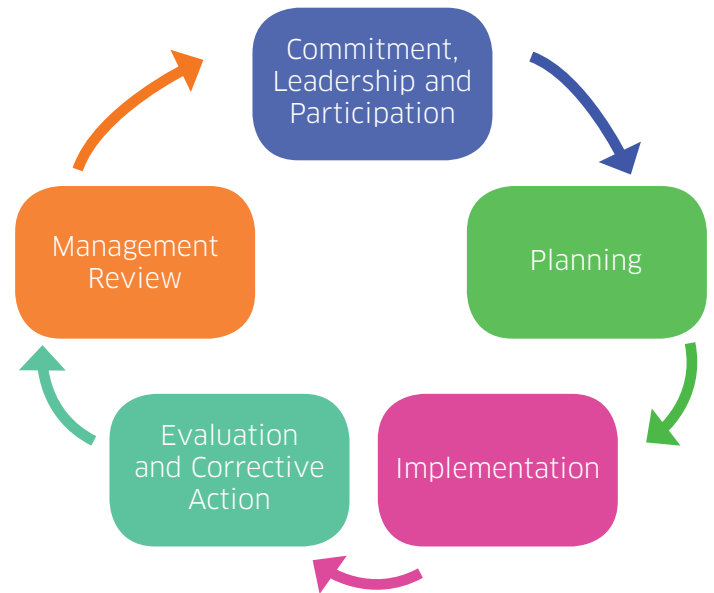 Commitment,
Leadership and
Participation
Planning
Implementation
Evaluation
and Corrective
Action
Management
Review